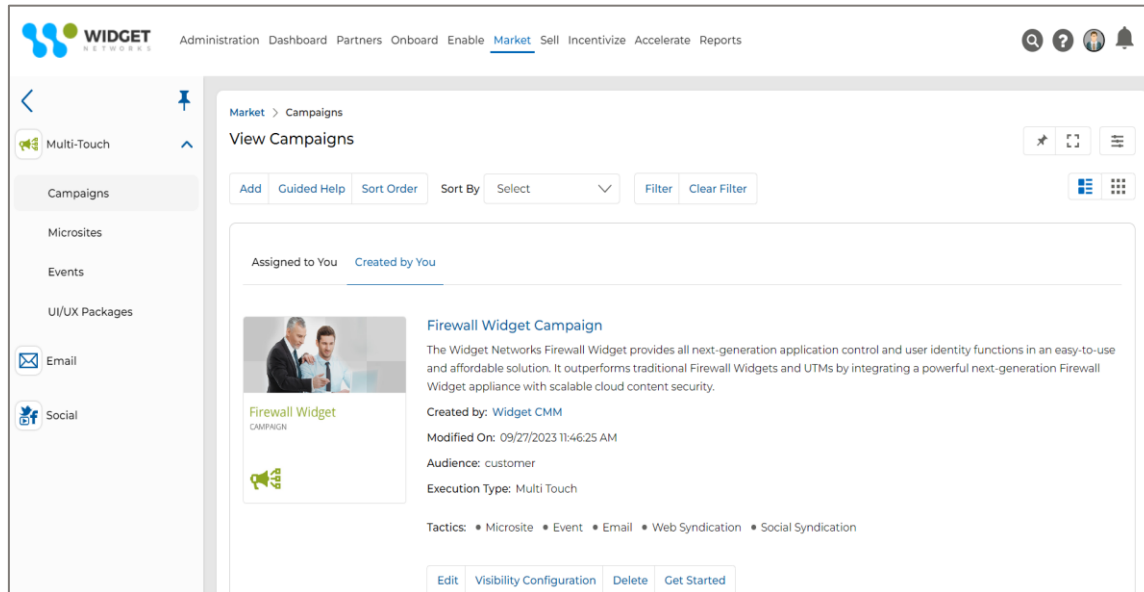 WIDGET
NETWORKS
Administration Dashboard Partners Onboard Enable Market Sell Incentivize Accelerate Reports
Multi-Touch
Campaigns
Microsites
Events
UI/UX Packages
Email
Social
Market > Campaigns
View Campaigns
Add Guided Help Sort Order Sort By Select Filter Clear Filter
Assigned to You Created by You
Firewall Widget
CAMPAIGN
Firewall Widget Campaign
The Widget Networks Firewall Widget provides all next-generation application control and user identity functions in an easy-to-use
and affordable solution. It outperforms traditional Firewall Widgets and UTMs by integrating a powerful next-generation Firewall
Widget appliance with scalable cloud content security.
Created by: Widget CMM
Modified On: 09/27/2023 11:46:25 AM
Audience: customer
Execution Type: Multi Touch
Tactics: • Microsite • Event • Email • Web Syndication • Social Syndication
Edit Visibility Configuration Delete Get Started